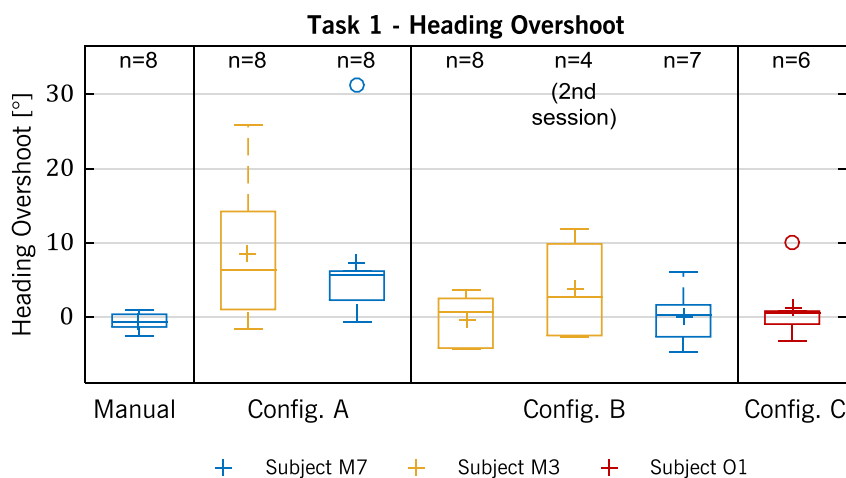 Task 1 - Heading Overshoot
n=8 n=8 n=8 n=8 n=4 n=7 n=6
(2nd
session)
Heading Overshoot [°]
30
20
10
0
Manual Config. A Config. B Config. C
Subject M7 Subject M3 Subject O1